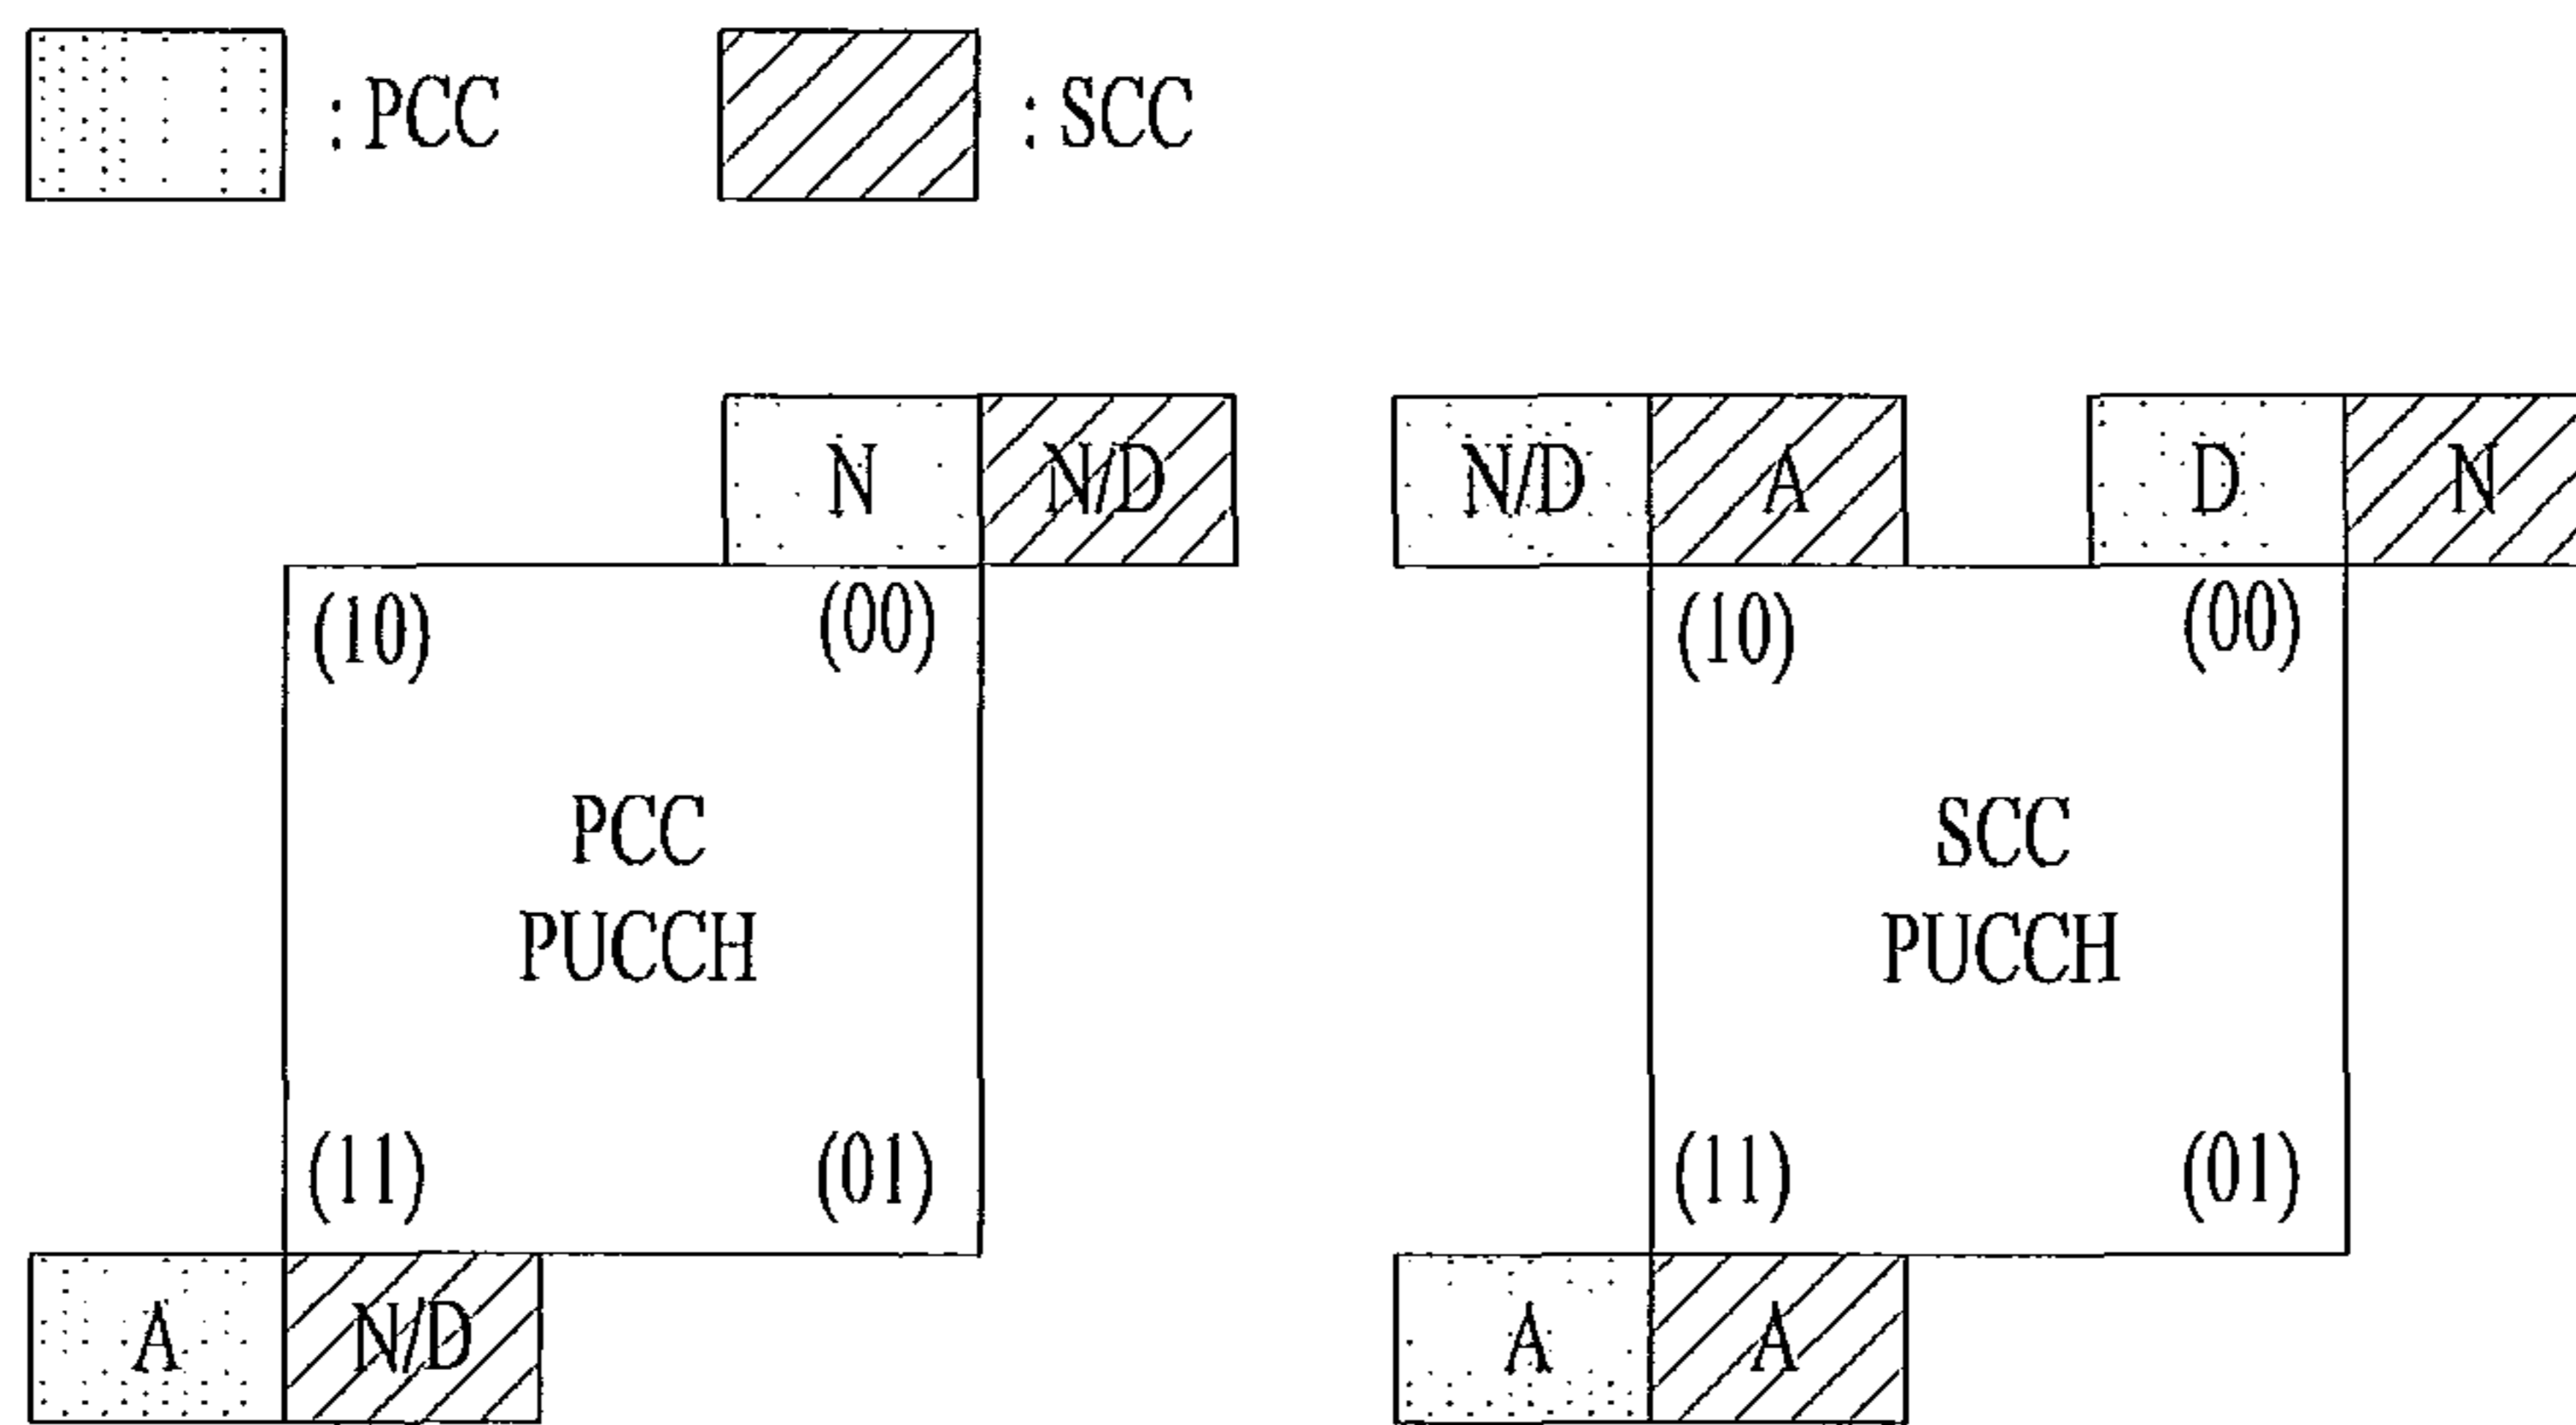 : PCC : SCC
N N/D N/D A D N
(10) (00) (10) (00)
PCC SCC
PUCCH PUCCH
(11) (01) (11) (01)
A N/D A A